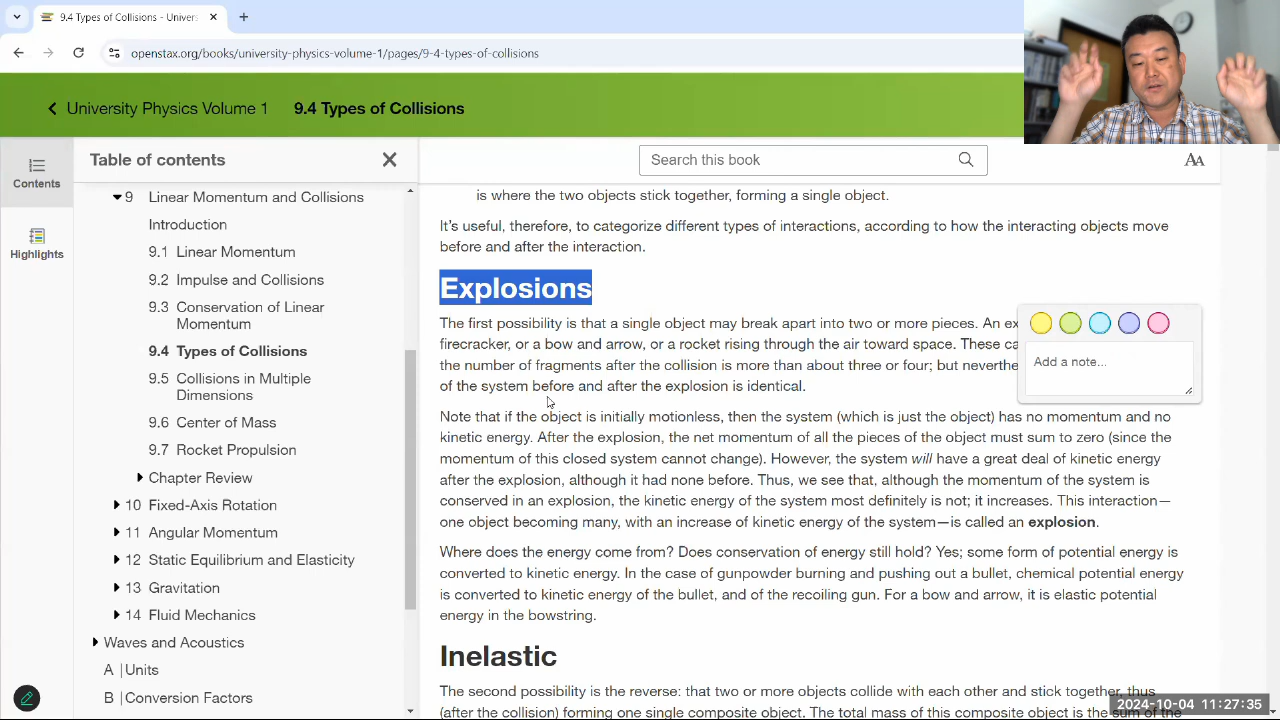 9.4 Types of Collisions - Univers
openstax.org/books/university-physics-volume-1/pages/9-4-types-of-collisions
University Physics Volume 1
9.4 Types of Collisions
Contents
Highlights
Table of contents
9 Linear Momentum and Collisions
Introduction
9.1 Linear Momentum
9.2 Impulse and Collisions
9.3 Conservation of Linear
Momentum
9.4 Types of Collisions
9.5 Collisions in Multiple
Dimensions
9.6 Center of Mass
9.7 Rocket Propulsion
Chapter Review
10 Fixed-Axis Rotation
11 Angular Momentum
12 Static Equilibrium and Elasticity
13 Gravitation
14 Fluid Mechanics
Waves and Acoustics
A | Units
B | Conversion Factors
Search this book
AA
is where the two objects stick together, forming a single object.
It's useful, therefore, to categorize different types of interactions, according to how the interacting objects move
before and after the interaction.
Explosions
The first possibility is that a single object may break apart into two or more pieces. An ex
firecracker, or a bow and arrow, or a rocket rising through the air toward space. These ca
the number of fragments after the collision is more than about three or four; but neverthe
of the system before and after the explosion is identical.
Add a note...
Note that if the object is initially motionless, then the system (which is just the object) has no momentum and no
kinetic energy. After the explosion, the net momentum of all the pieces of the object must sum to zero (since the
momentum of this closed system cannot change). However, the system will have a great deal of kinetic energy
after the explosion, although it had none before. Thus, we see that, although the momentum of the system is
conserved in an explosion, the kinetic energy of the system most definitely is not; it increases. This interaction—
one object becoming many, with an increase of kinetic energy of the system—is called an explosion.
Where does the energy come from? Does conservation of energy still hold? Yes; some form of potential energy is
converted to kinetic energy. In the case of gunpowder burning and pushing out a bullet, chemical potential energy
is converted to kinetic energy of the bullet, and of the recoiling gun. For a bow and arrow, it is elastic potential
energy in the bowstring.
Inelastic
The second possibility is the reverse: that two or more objects collide with each other and stick together, thus
(after the collision) forming one single composite object. The total mass of this composite object is the sum of the
2024-10-04 11:27:35